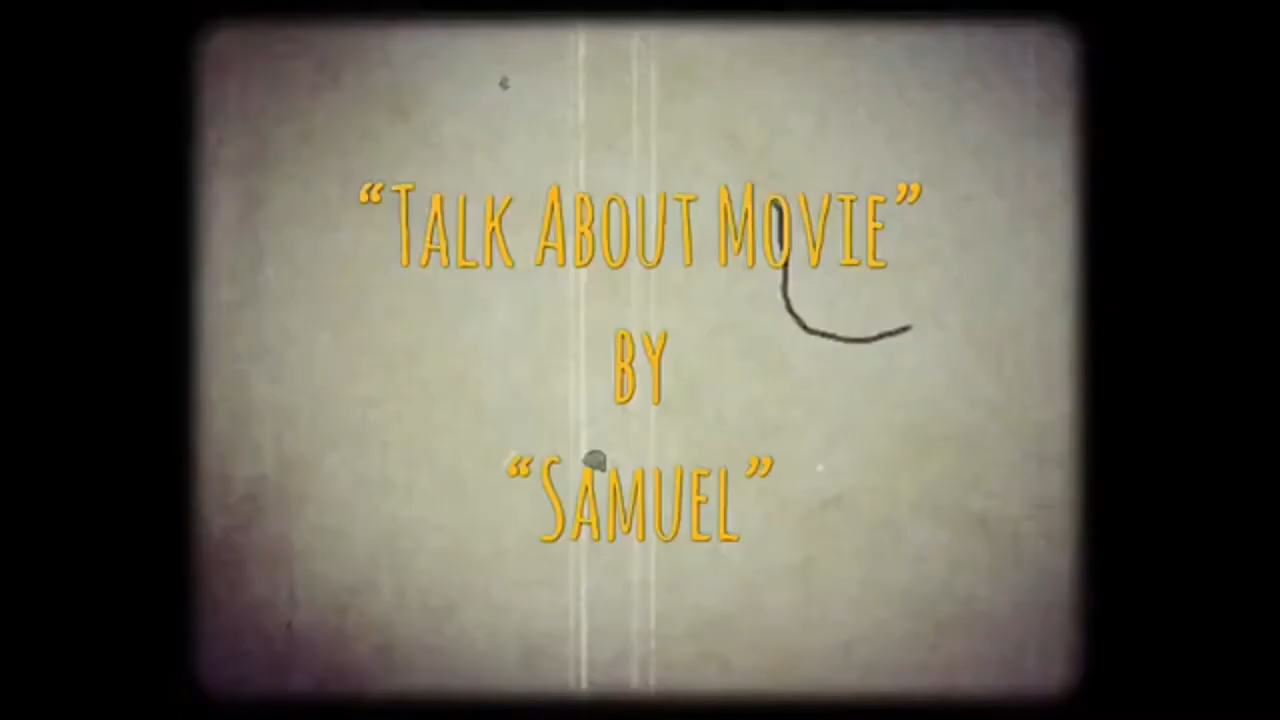 “Talk About Movie”
by
“Samuel”